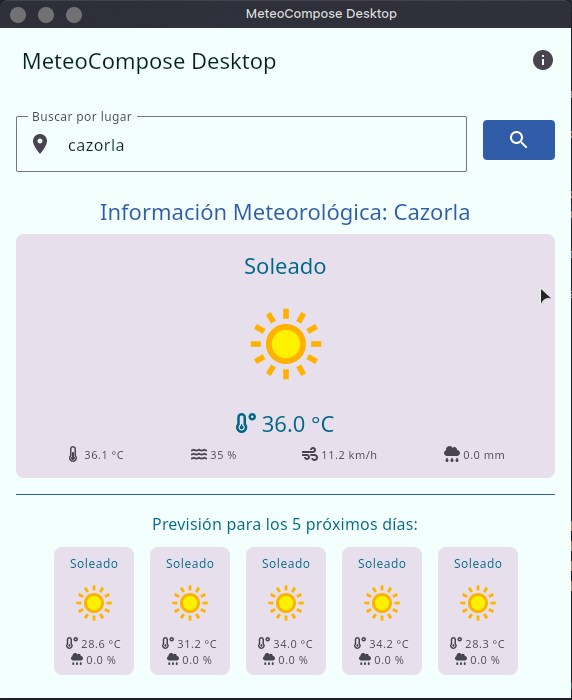 MeteoCompose Desktop
MeteoCompose Desktop
Buscar por lugar
cazorla
Información Meteorológica: Cazorla
Soleado
36.0 °C
36.1 °C 35 % 11.2 km/h 0.0 mm
Previsión para los 5 próximos días:
Soleado Soleado Soleado Soleado Soleado
28.6 °C 31.2 °C 34.0 °C 34.2 °C 28.3 °C
0.0 % 0.0 % 0.0 % 0.0 % 0.0 %